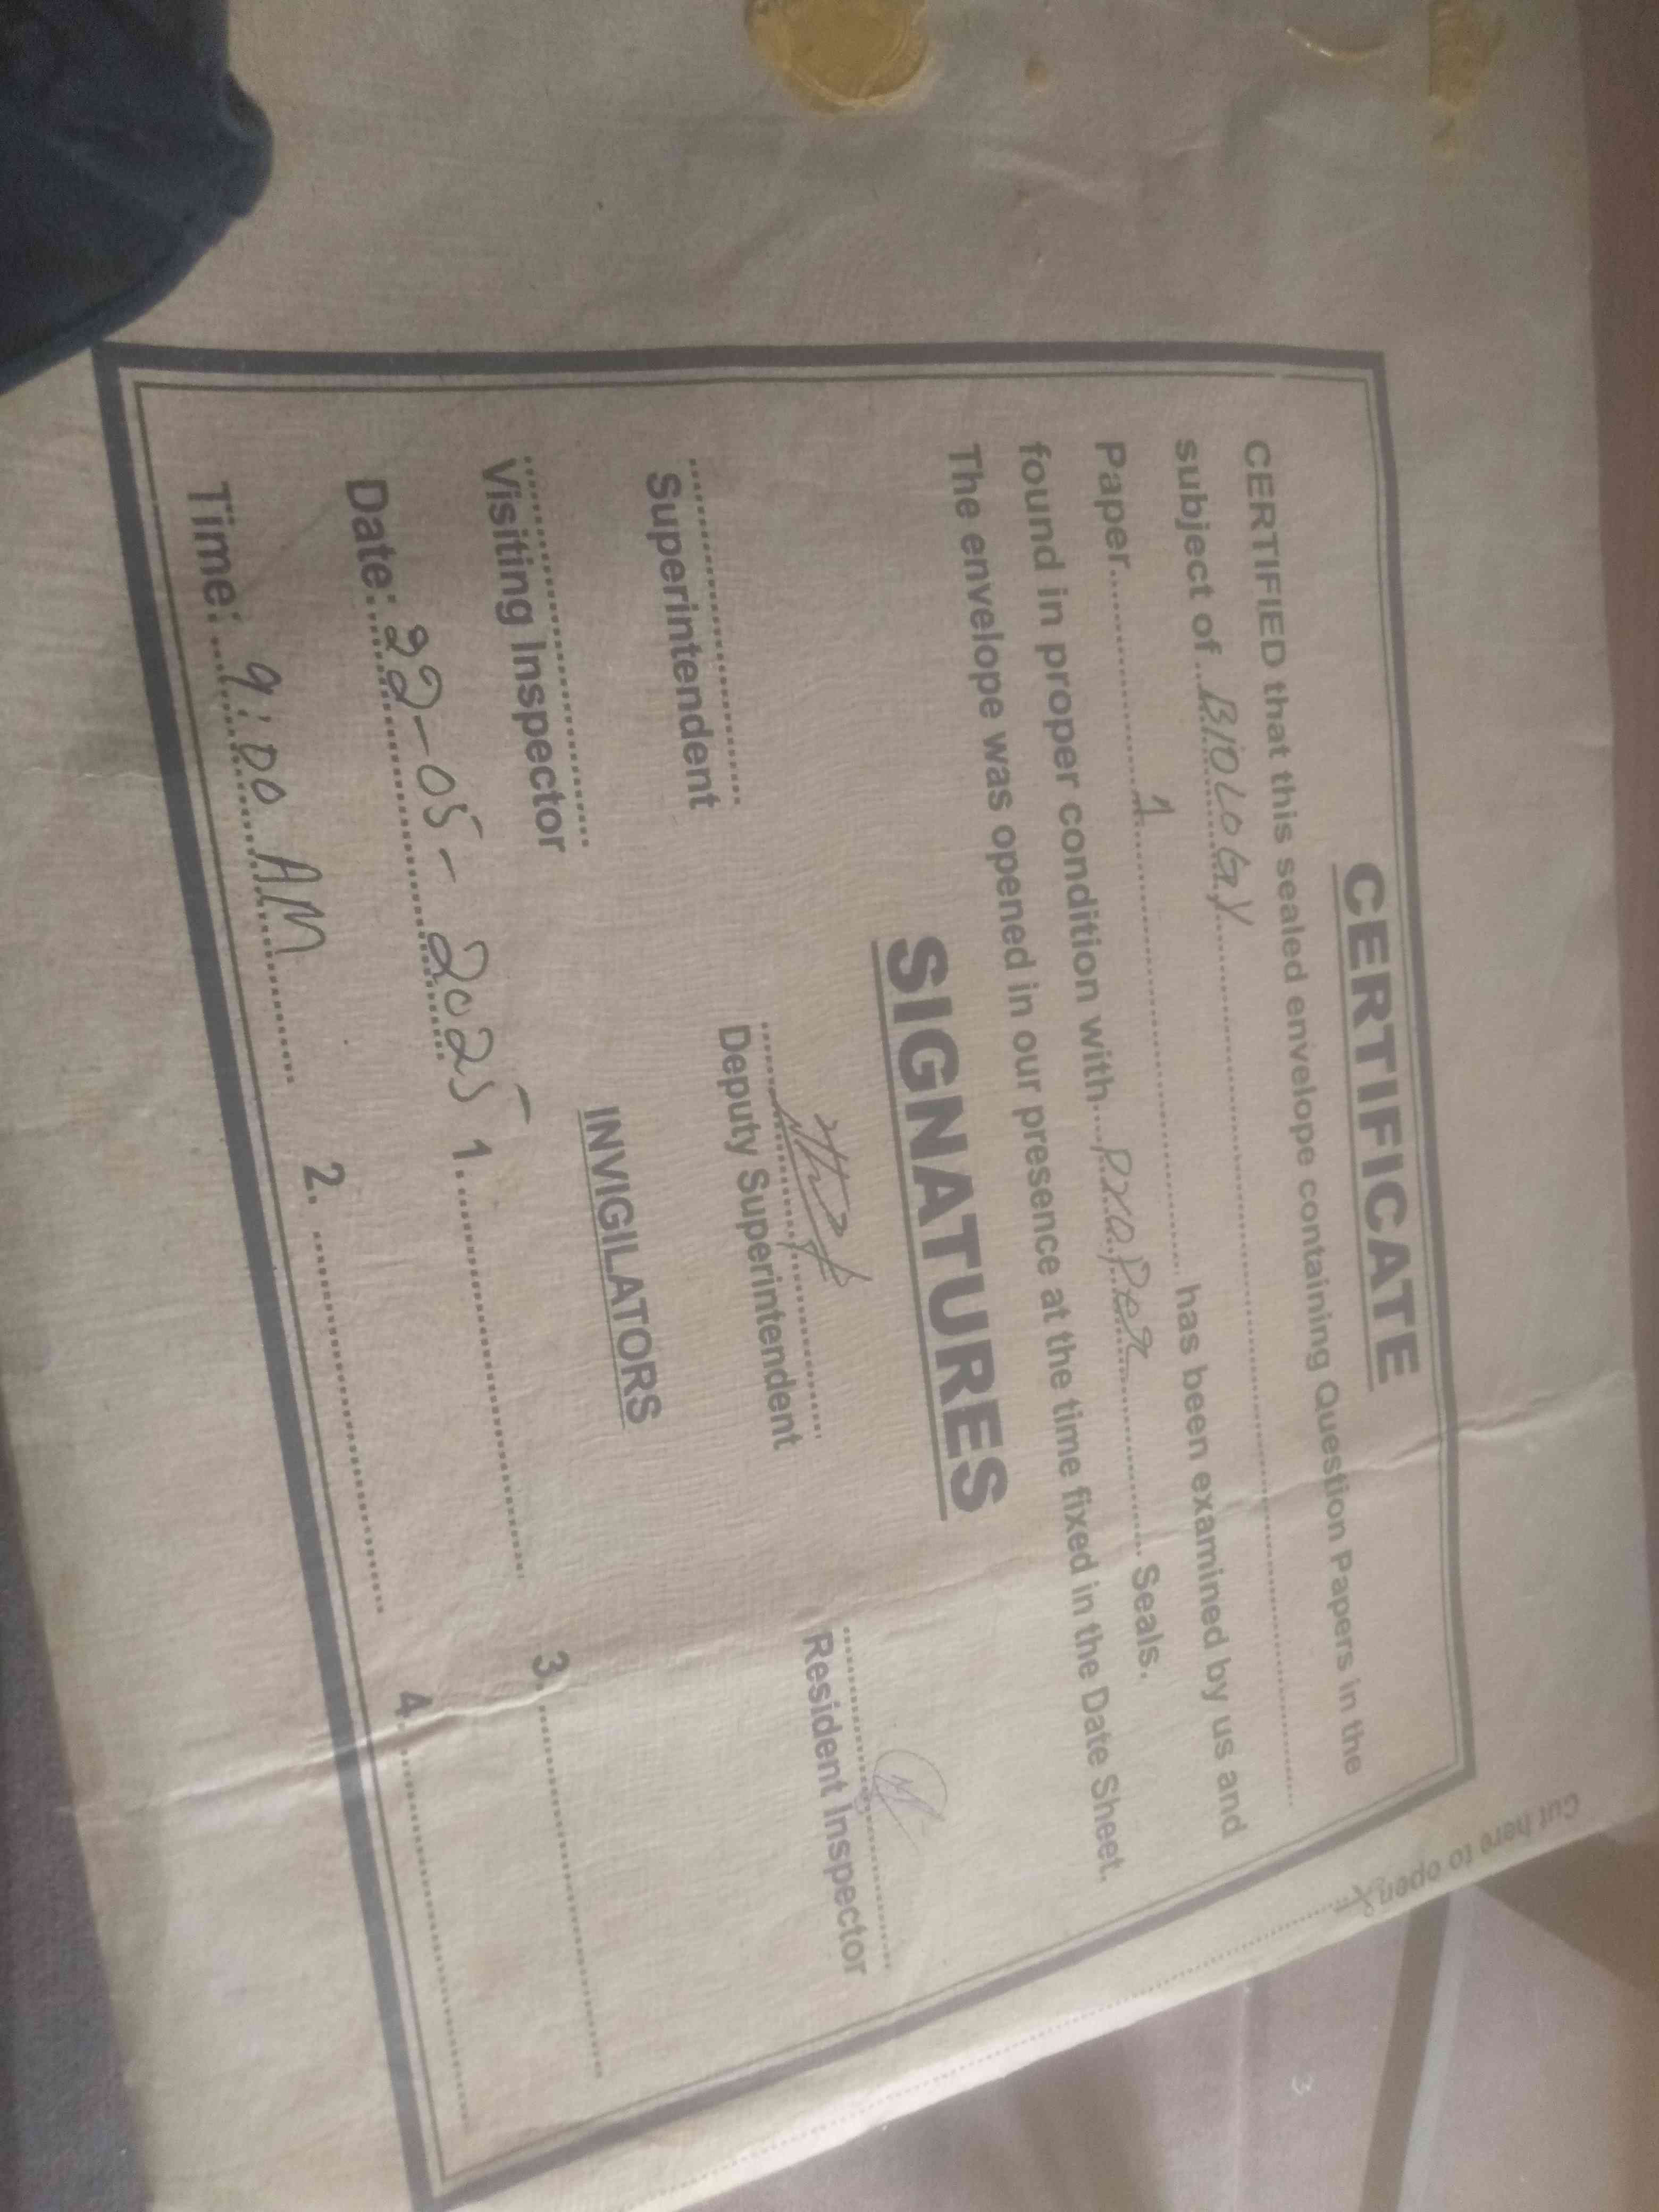 CERTIFICATE
CERTIFIED that this sealed envelope containing Question Papers in the
subject of BIOLOGY
Paper 1 has been examined by us and
found in proper condition with proper Seals.
The envelope was opened in our presence at the time fixed in the Date Sheet.
SIGNATURES
Superintendent Deputy Superintendent Resident Inspector
Visiting Inspector
INVIGILATORS
Date: 22-05-2025 1. 3.
Time: 9:00 AM 2. 4.
Cut here to open